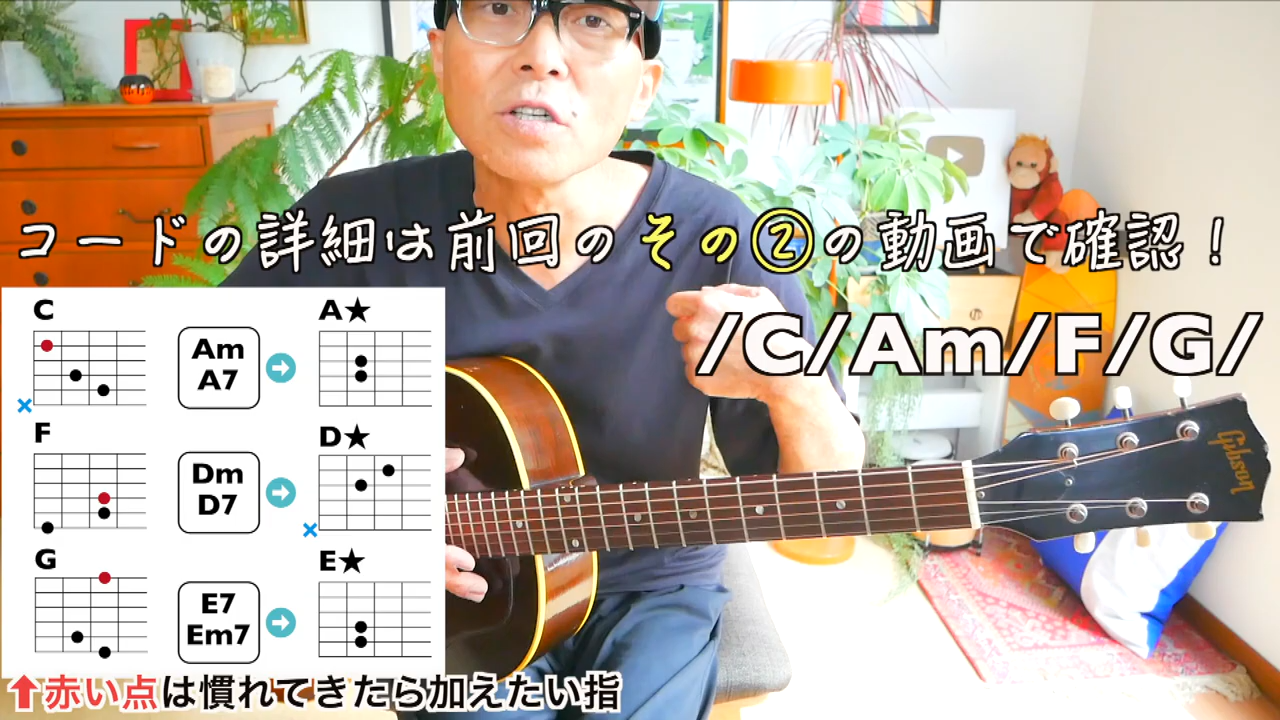 コードの詳細は前回のその②の動画で確認！
/C/Am/F/G/
C
Am
A7
A★
F
Dm
D7
D★
G
E7
Em7
E★
Gibson
↑赤い点は慣れてきたら加えたい指